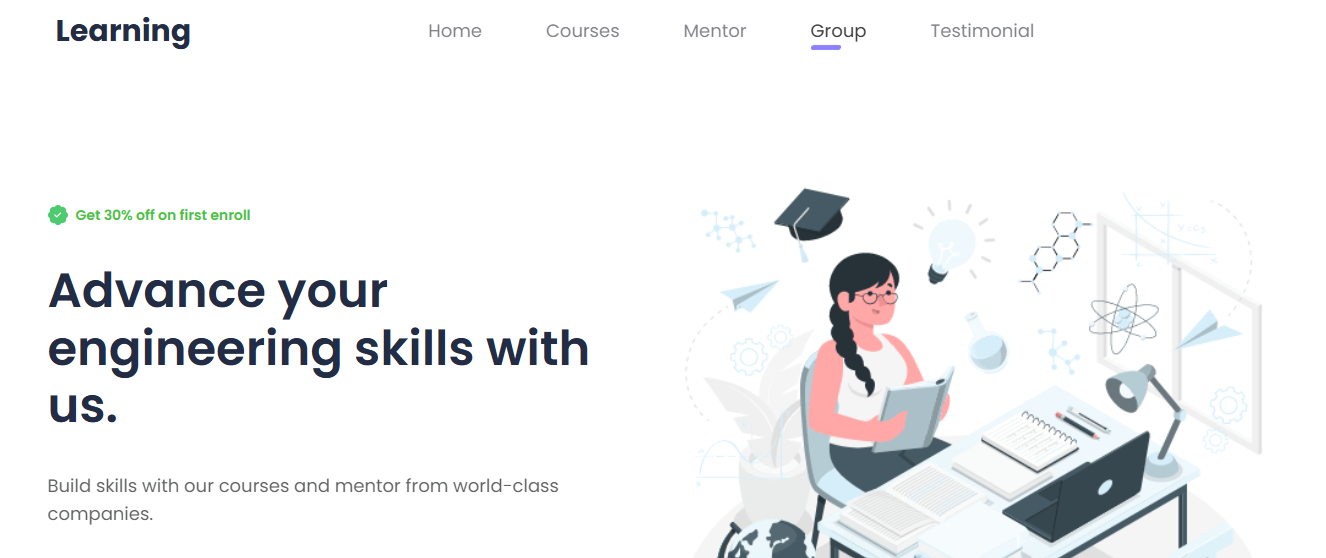 Learning
Home Courses Mentor Group Testimonial
Get 30% off on first enroll
Advance your
engineering skills with
us.
Build skills with our courses and mentor from world-class
companies.